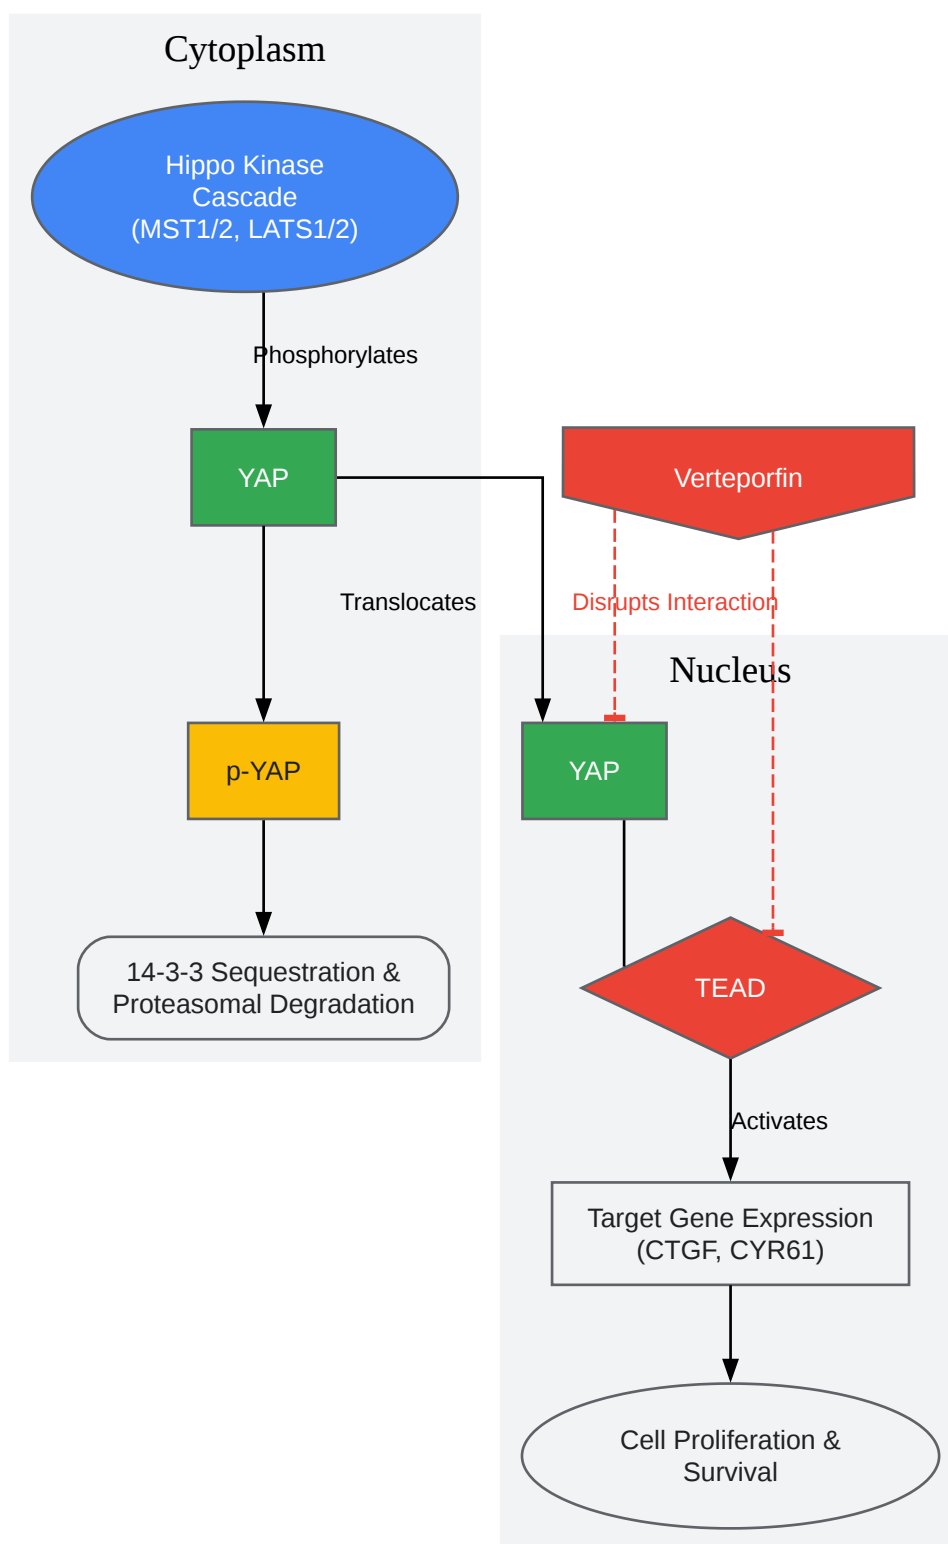 Cytoplasm
Hippo Kinase
Cascade
(MST1/2, LATS1/2)
Phosphorylates
YAP
Verteporfin
Translocates
Disrupts Interaction
Nucleus
p-YAP
YAP
14-3-3 Sequestration &
Proteasomal Degradation
TEAD
Activates
Target Gene Expression
(CTGF, CYR61)
Cell Proliferation &
Survival